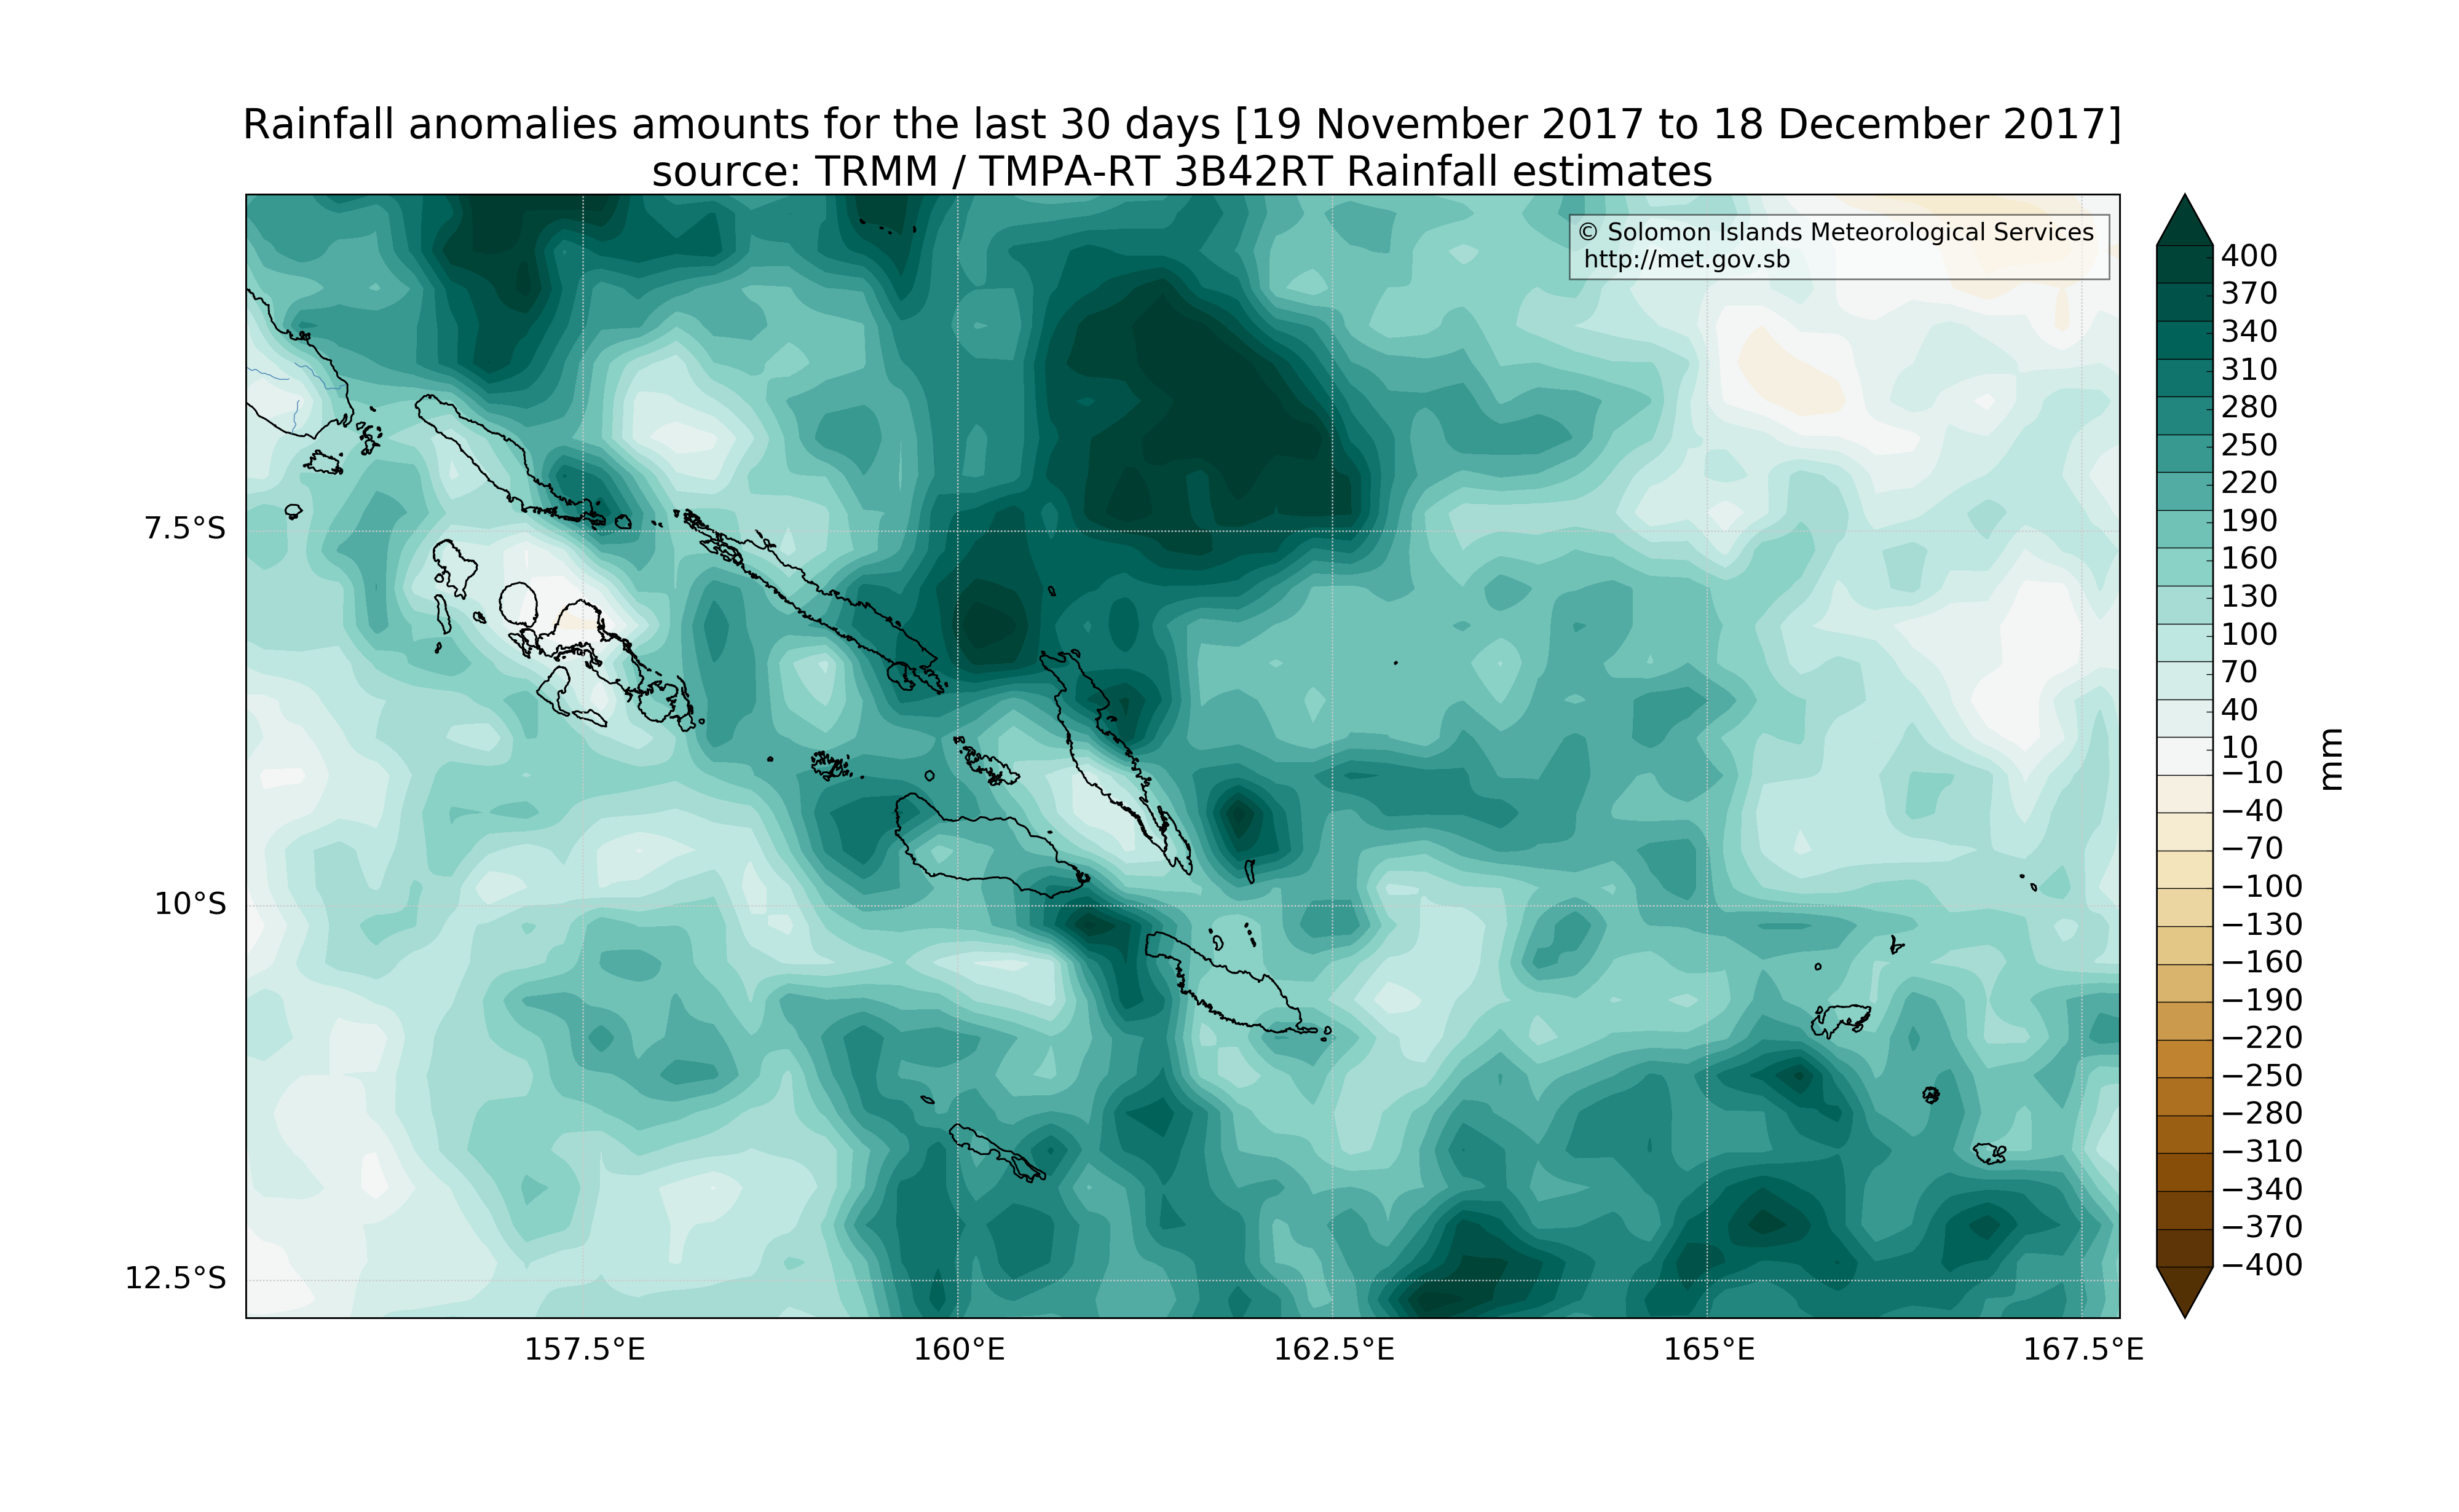 Rainfall anomalies amounts for the last 30 days [19 November 2017 to 18 December 2017]
source: TRMM / TMPA-RT 3B42RT Rainfall estimates
© Solomon Islands Meteorological Services
http://met.gov.sb
7.5°S
10°S
12.5°S
157.5°E
160°E
162.5°E
165°E
167.5°E
400
370
340
310
280
250
220
190
160
130
100
70
40
10
−10
−40
−70
−100
−130
−160
−190
−220
−250
−280
−310
−340
−370
−400
mm